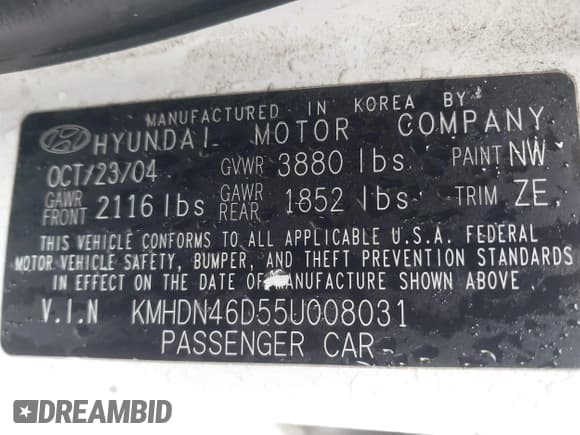 MANUFACTURED IN KOREA BY
HYUNDAI MOTOR COMPANY
OCT/23/04 GVWR 3880 lbs PAINT NW
GAWR FRONT 2116 lbs GAWR REAR 1852 lbs TRIM ZE
THIS VEHICLE CONFORMS TO ALL APPLICABLE U.S.A. FEDERAL
MOTOR VEHICLE SAFETY, BUMPER, AND THEFT PREVENTION STANDARDS
IN EFFECT ON THE DATE OF MANUFACTURE SHOWN ABOVE.
V.I.N KMHDN46D55U008031
PASSENGER CAR
DREAMBID